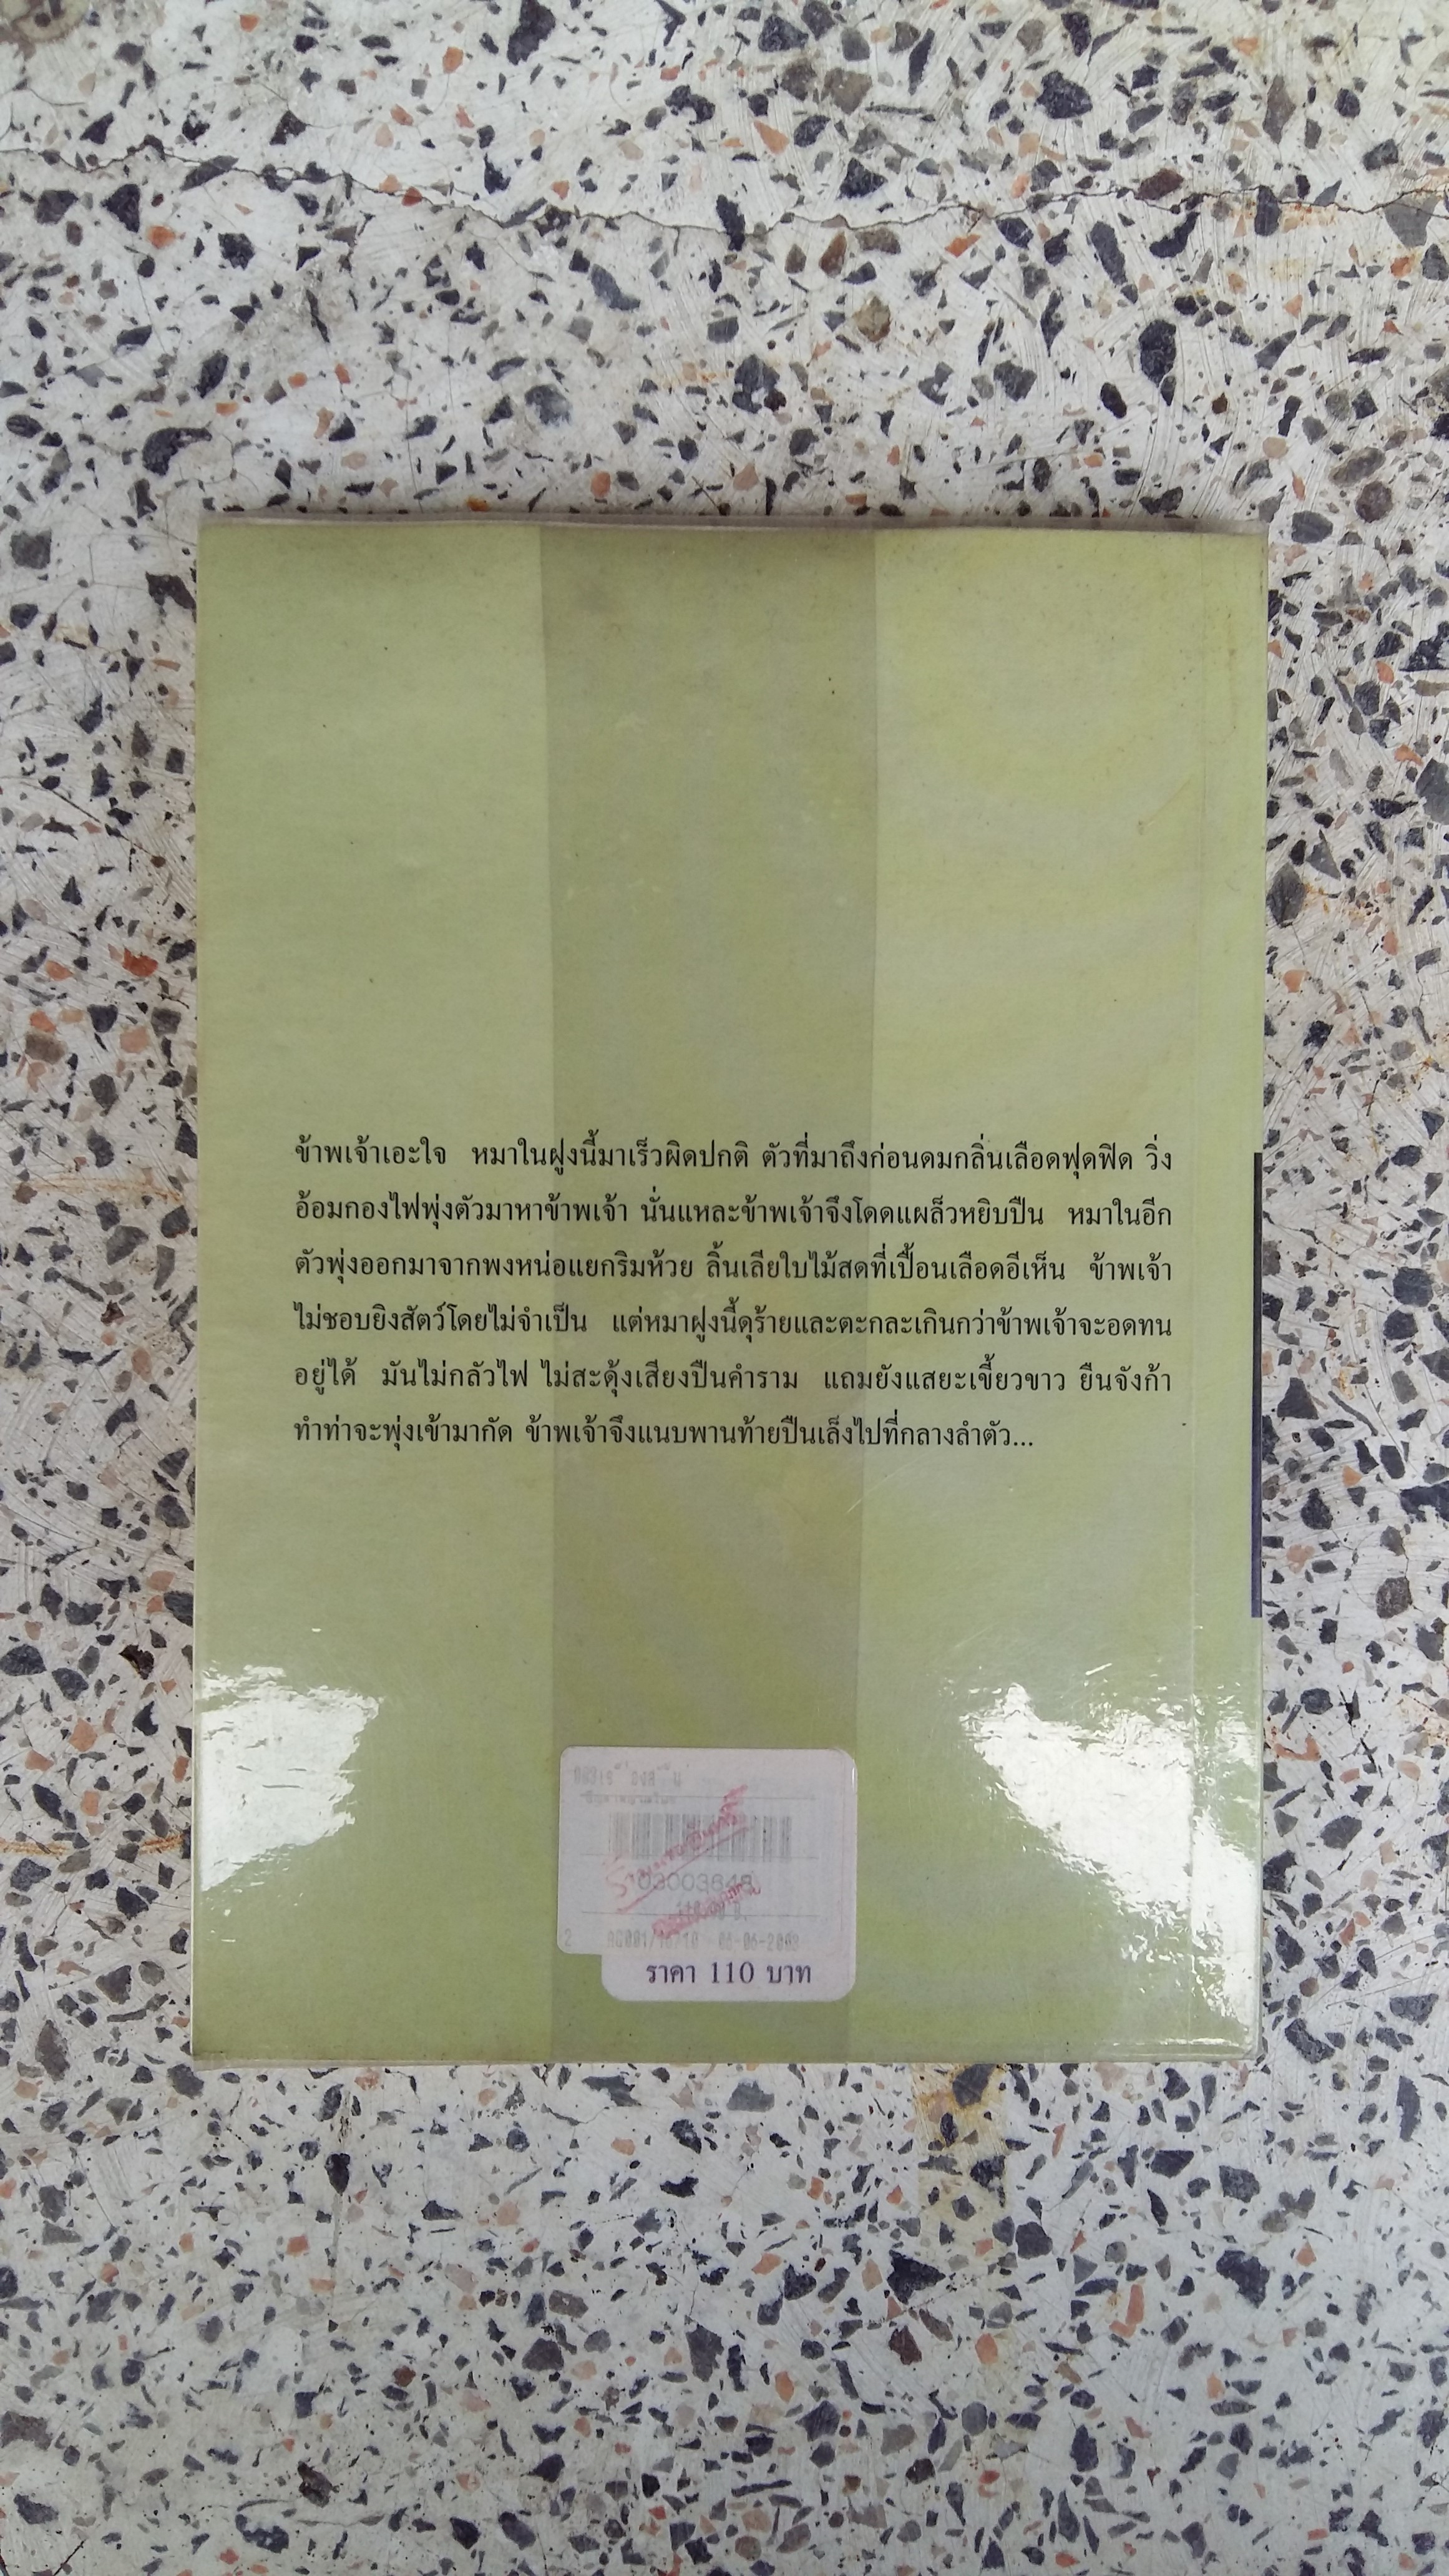 ข้าพเจ้าเอะใจ หมาในฝูงนี้มาเร็วผิดปกติ ตัวที่มาถึงก่อนดมกลิ่นเลือดฟุดฟิด วิ่ง
อ้อมกองไฟพุ่งตัวมาหาข้าพเจ้า นั่นแหละข้าพเจ้าจึงโดดแผล็วหยิบปืน หมาในอีก
ตัวพุ่งออกมาจากพงหน่อแยกริมห้วย ลิ้นเลียใบไม้สดที่เปื้อนเลือดอีเห็น ข้าพเจ้า
ไม่ชอบยิงสัตว์โดยไม่จำเป็น แต่หมาฝูงนี้ดุร้ายและตะกละเกินกว่าข้าพเจ้าจะอดทน
อยู่ได้ มันไม่กลัวไฟ ไม่สะดุ้งเสียงปืนคำราม แถมยังแสยะเขี้ยวขาว ยืนจังก้า
ทำท่าจะพุ่งเข้ามากัด ข้าพเจ้าจึงแนบพานท้ายปืนเล็งไปที่กลางลำตัว...
ราคา 110 บาท